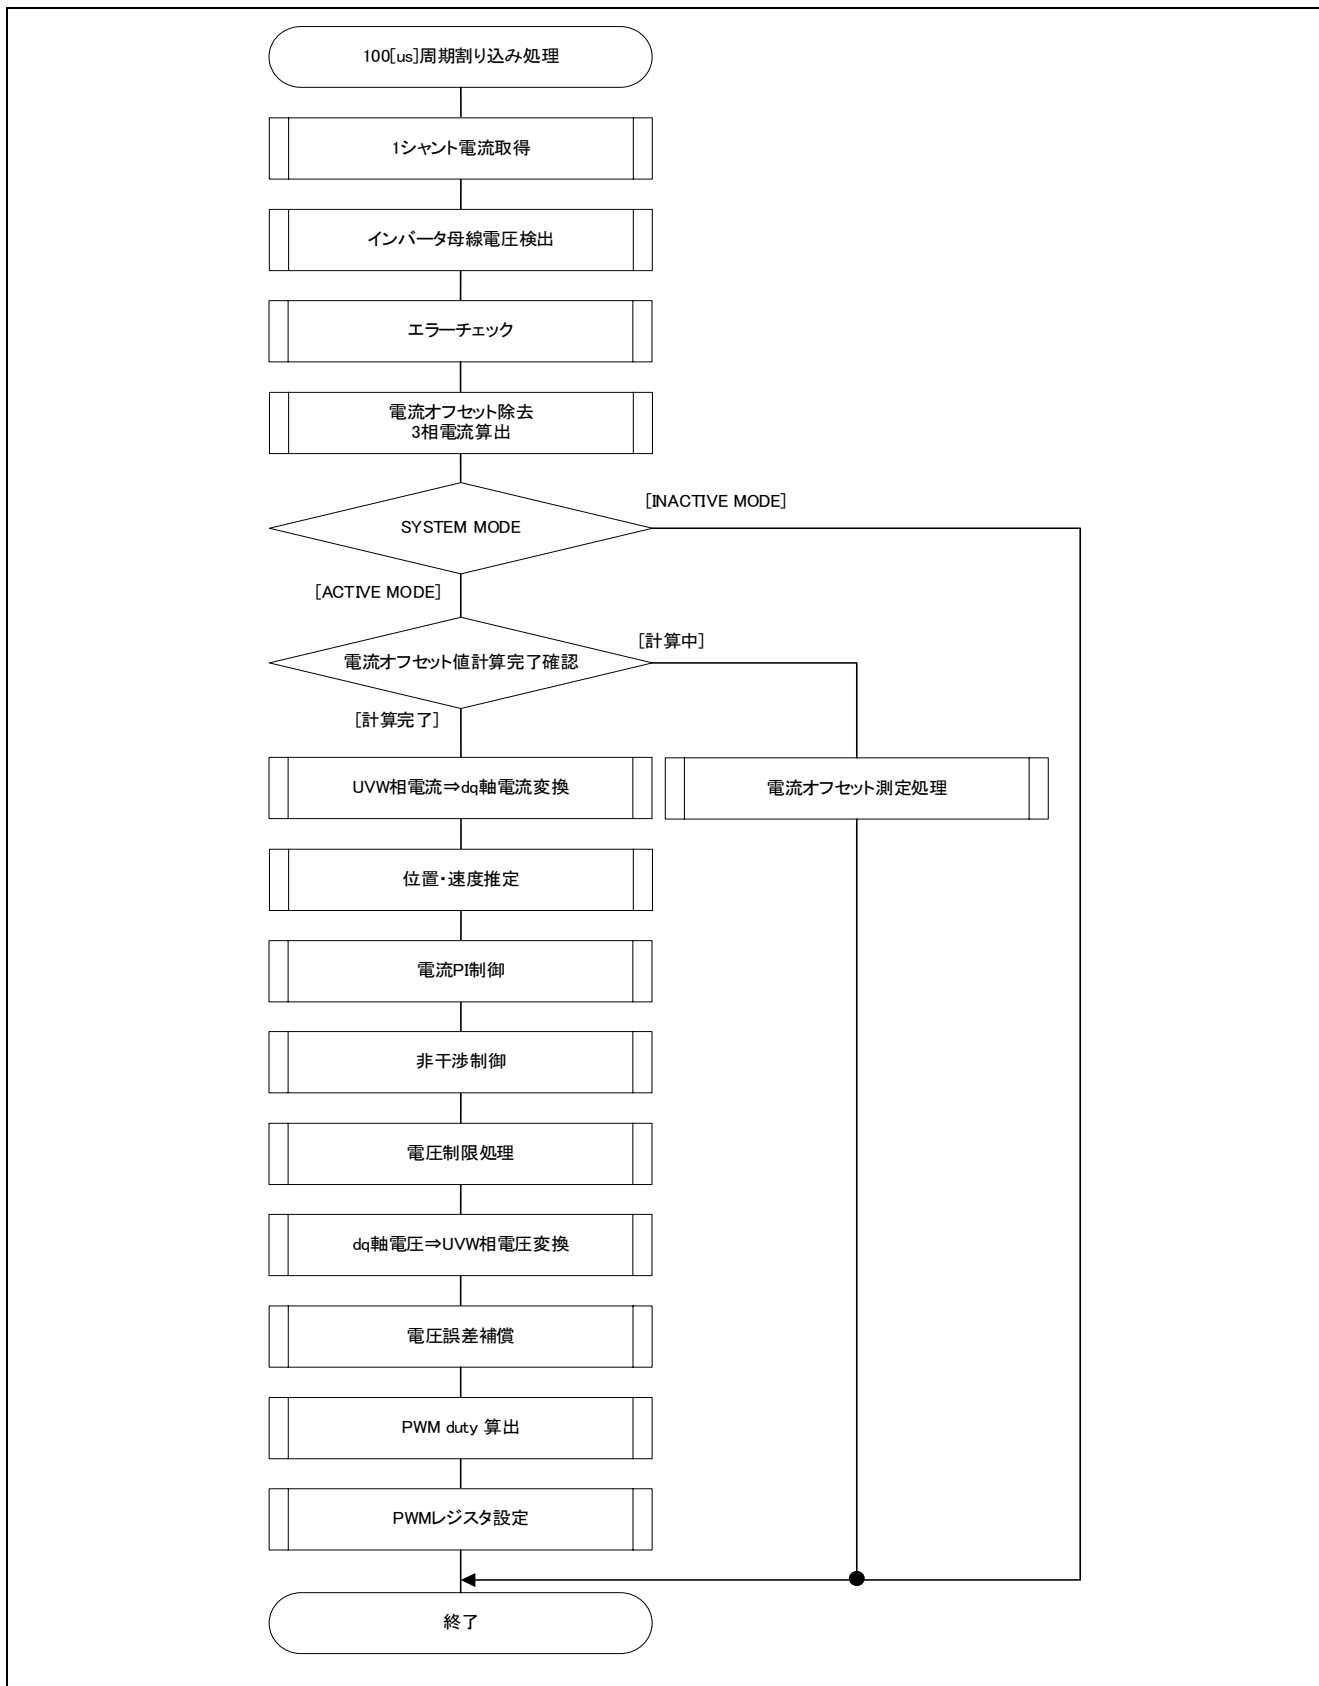 100[us]周期割り込み処理
1シャント電流取得
インバータ母線電圧検出
エラーチェック
電流オフセット除去
3相電流算出
[INACTIVE MODE]
SYSTEM MODE
[ACTIVE MODE]
[計算中]
電流オフセット値計算完了確認
[計算完了]
UVW相電流⇒dq軸電流変換
電流オフセット測定処理
位置・速度推定
電流PI制御
非干渉制御
電圧制限処理
dq軸電圧⇒UVW相電圧変換
電圧誤差補償
PWM duty 算出
PWMレジスタ設定
終了